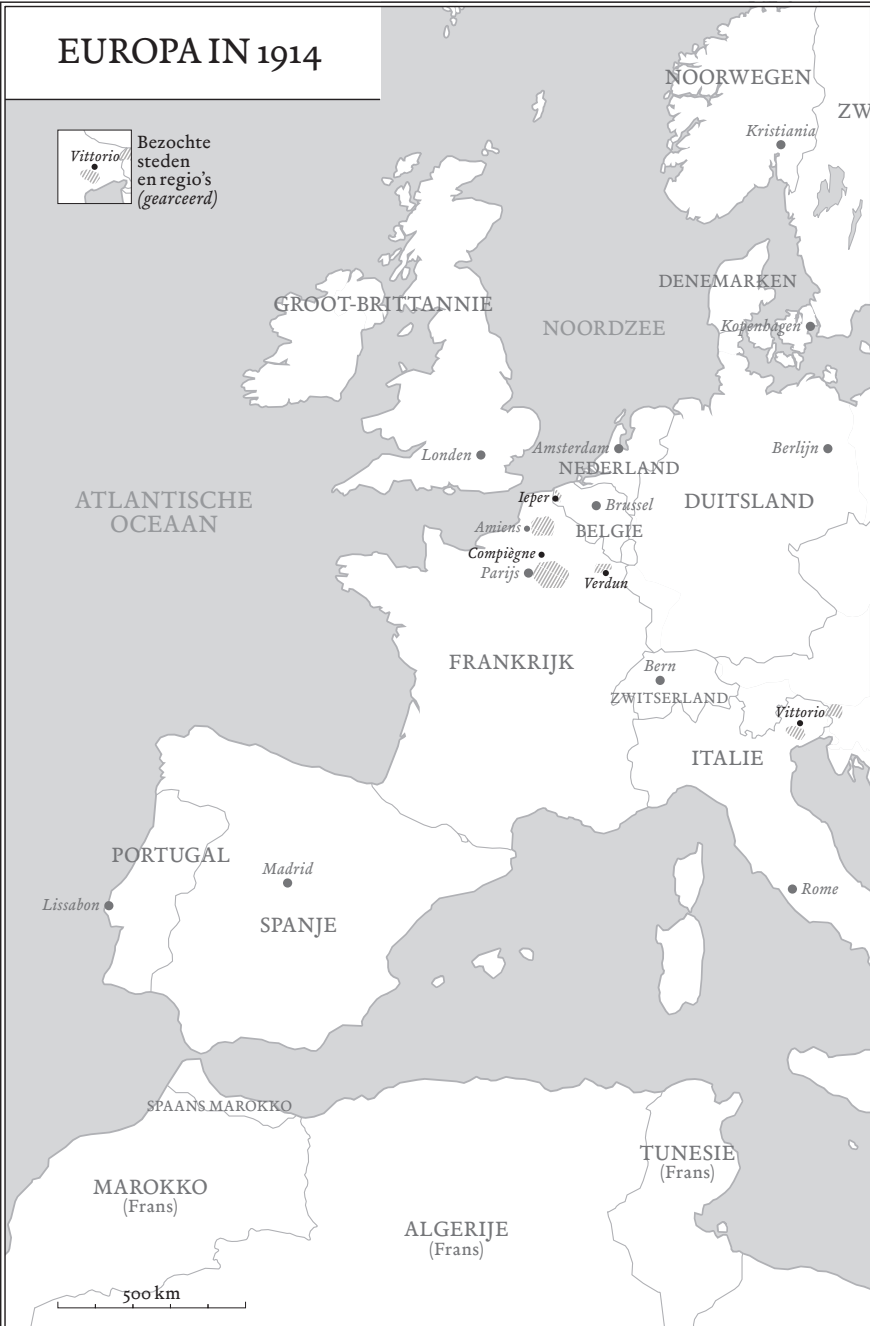 EUROPA IN 1914
Vittorio
Bezochte
steden
en regio's
(gearceerd)
NOORWEGEN
ZW
Kristiania
DENEMARKEN
GROOT-BRITTANNIE
NOORDZEE
Kopenhagen
Londen
Amsterdam
Berlijn
NEDERLAND
ATLANTISCHE
OCEAAN
Ieper
Brussel
DUITSLAND
Amiens
BELGIE
Compiègne
Parijs
Verdun
FRANKRIJK
Bern
ZWITSERLAND
Vittorio
ITALIE
PORTUGAL
Madrid
Lissabon
Rome
SPANJE
SPAANS MAROKKO
TUNESIE
(Frans)
MAROKKO
(Frans)
ALGERIJE
(Frans)
500 km